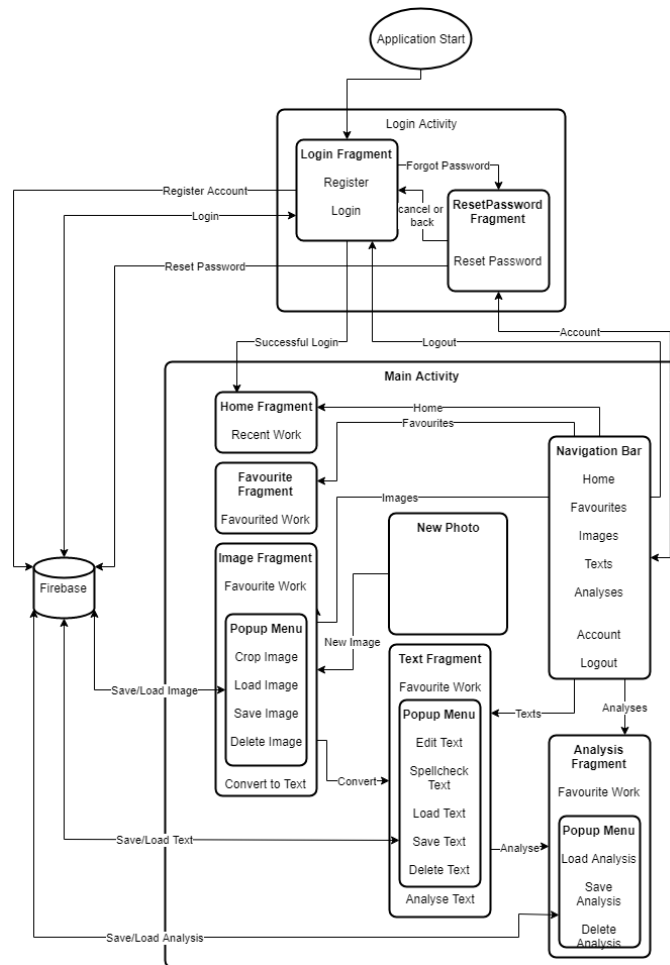 Application Start
Login Activity
Login Fragment
Register
Login
Forgot Password
cancel or
back
ResetPassword
Fragment
Reset Password
Register Account
Login
Reset Password
Successful Login
Logout
Account
Main Activity
Home Fragment
Recent Work
Home
Favourites
Favourite
Fragment
Favourited Work
Navigation Bar
Home
Favourites
Images
Texts
Analyses
Account
Logout
Images
New Photo
Firebase
Image Fragment
Favourite Work
Popup Menu
Crop Image
Load Image
Save Image
Delete Image
Convert to Text
New Image
Save/Load Image
Text Fragment
Favourite Work
Popup Menu
Edit Text
Spellcheck
Text
Load Text
Save Text
Delete Text
Analyse Text
Texts
Analyses
Convert
Save/Load Text
Analyse
Analysis
Fragment
Favourite Work
Popup Menu
Load Analysis
Save
Analysis
Delete
Analysis
Save/Load Analysis